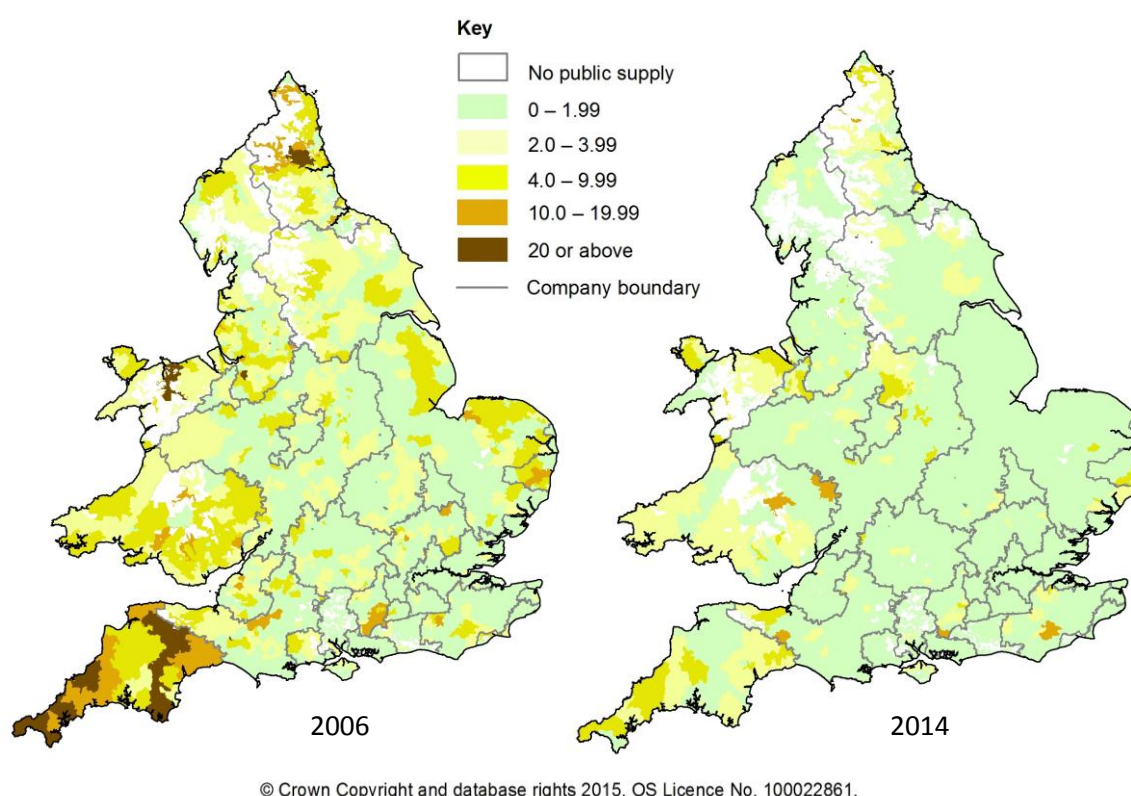 Key
No public supply
0 – 1.99
2.0 – 3.99
4.0 – 9.99
10.0 – 19.99
20 or above
Company boundary
2006
2014
© Crown Copyright and database rights 2015. OS Licence No. 100022861.